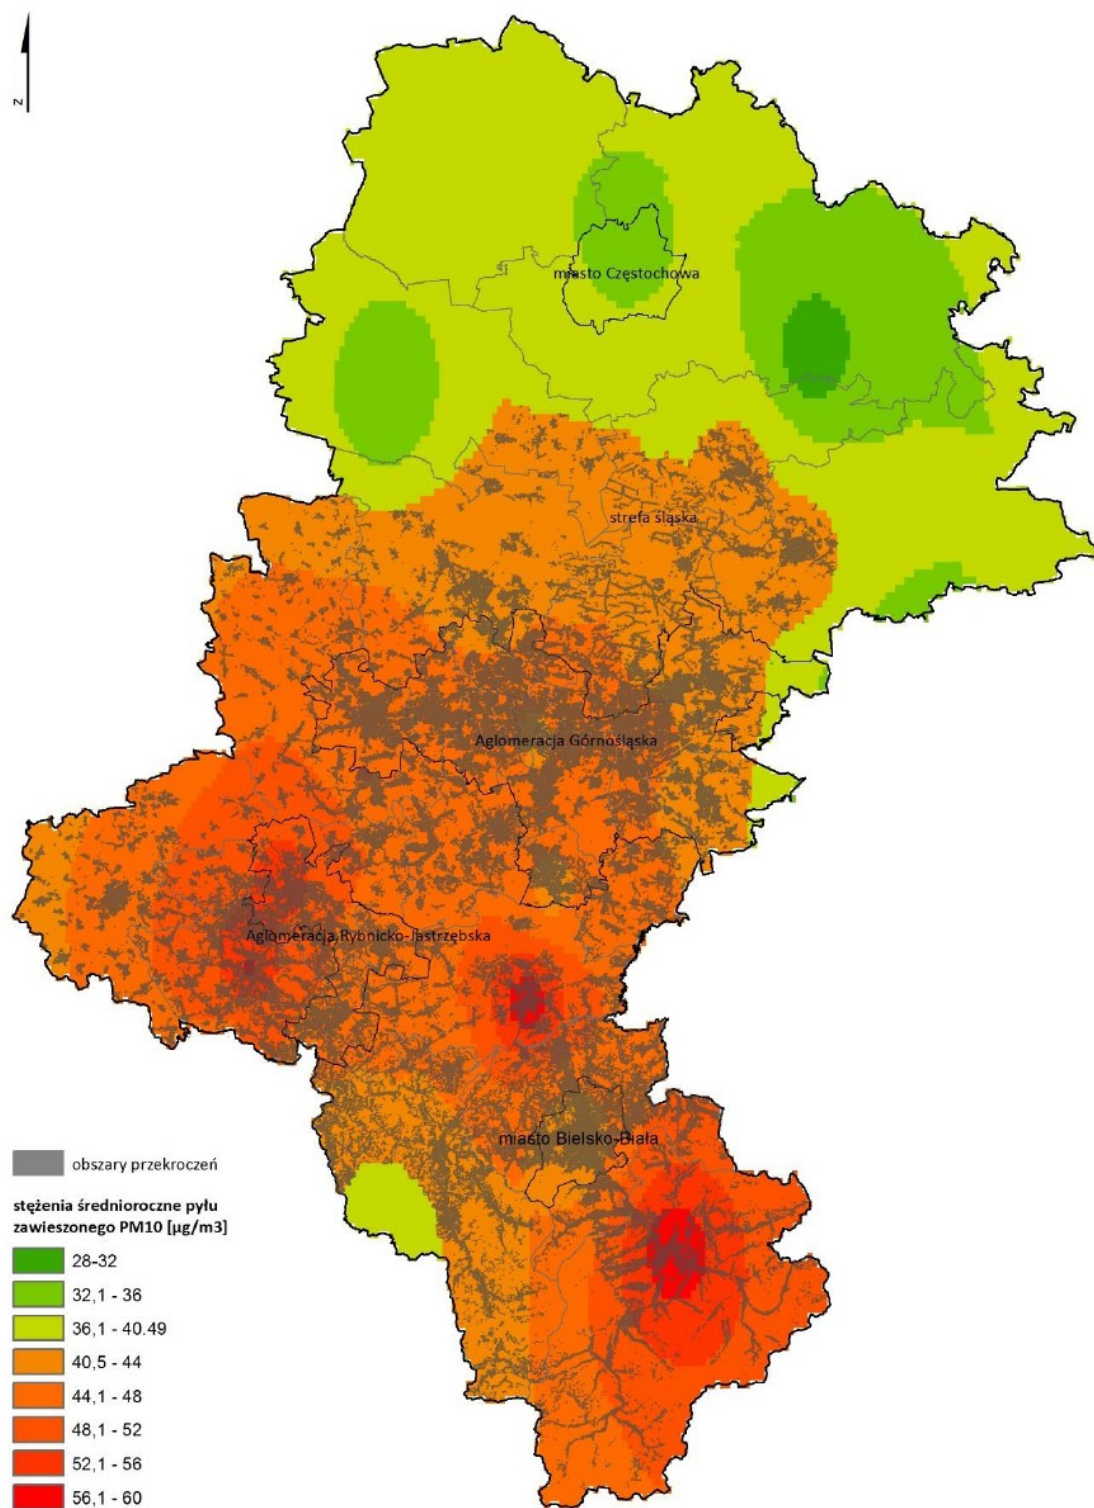 z
miasto Częstochowa
strefa śląska
Aglomeracja Górnośląska
Aglomeracja Rybnicko-Jastrzębska
miasto Bielsko-Biała
obszary przekroczeń
stężenia średnioroczne pyłu
zawieszonego PM10 [µg/m3]
28-32
32,1 - 36
36,1 - 40.49
40,5 - 44
44,1 - 48
48,1 - 52
52,1 - 56
56,1 - 60